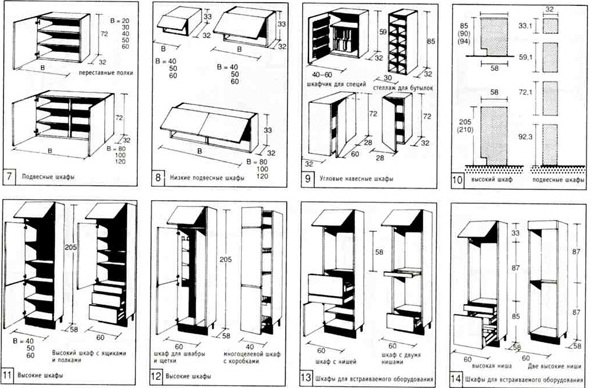 B = 20
30
40
50
60
72
32
B
переставные полки
72
32
B
B = 80
100
120
7 Подвесные шкафы
33
32
B
B = 40
50
60
B
B = 40
50
60
33
32
B
B = 80
100
120
8 Низкие подвесные шкафы
59
32
40–60
шкафчик для специй
85
30
32
стеллаж для бутылок
72
32
60
72
28
60
28
9 Угловые навесные шкафы
85
(90)
(94)
58
32
33.1
59.1
58
205
(210)
72.1
92.3
10
высокий шкаф
подвесные шкафы
205
B = 40
50
60
58
Высокий шкаф с ящиками
и полками
11 Высокие шкафы
205
60
40
60
58
шкаф для швабры
и щетки
многоцелевой шкаф
с коробками
12 Высокие шкафы
58
60
60
58
шкаф с нишей
шкаф с двумя
нишами
13 Шкафы для встраиваемого оборудования
33
87
85
87
87
60
60
58
58
высокая ниша
Две высокие ниши
14 Шкафы для встраиваемого оборудования